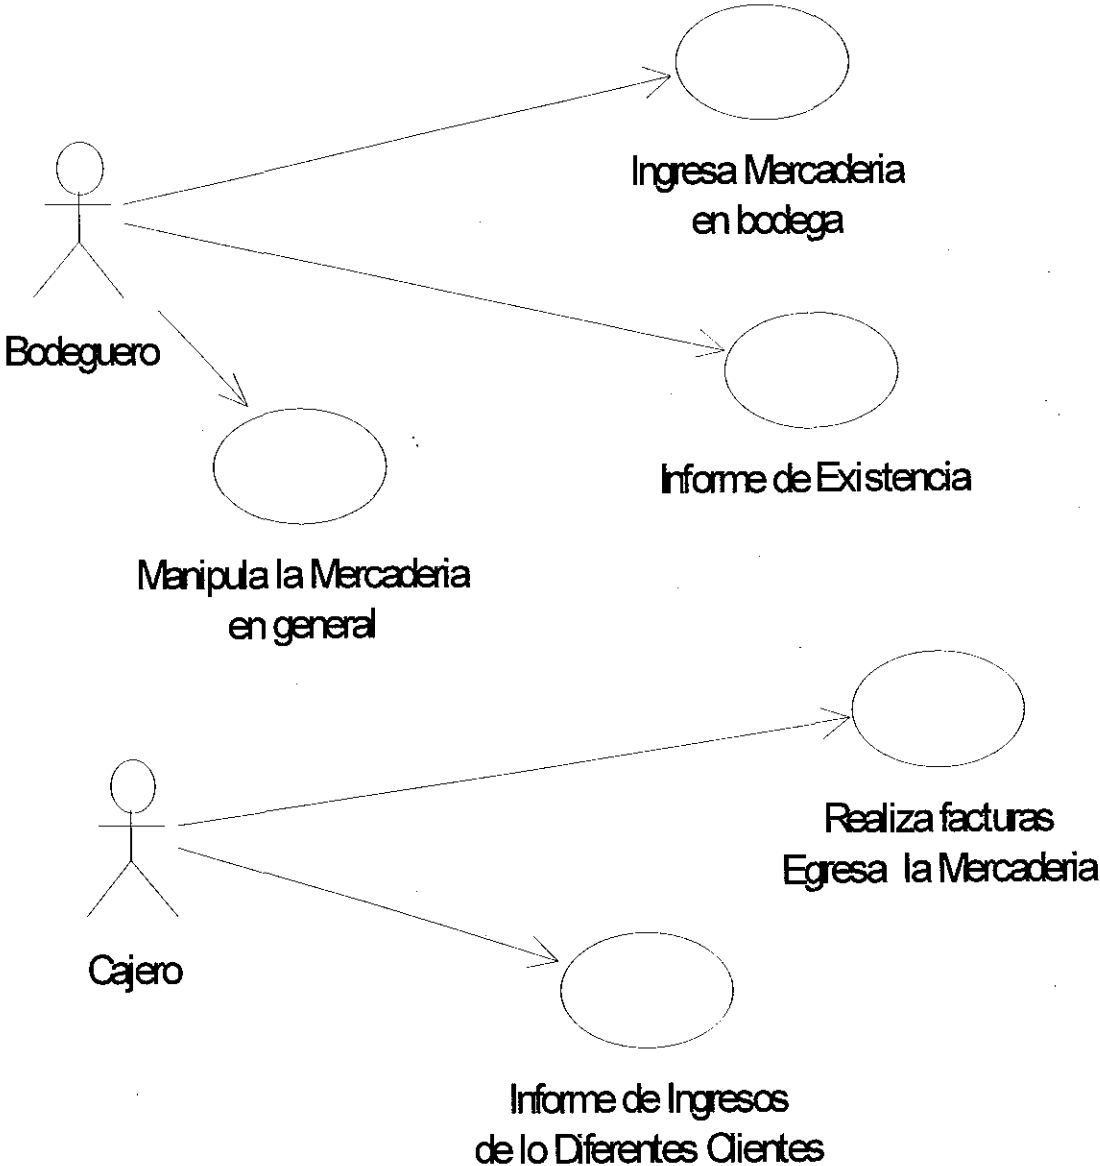 Ingresa Mercaderia
en bodega
Bodeguero
Informe de Existencia
Manipula la Mercaderia
en general
Realiza facturas
Egresa la Mercaderia
Cajero
Informe de Ingresos
de lo Diferentes Clientes